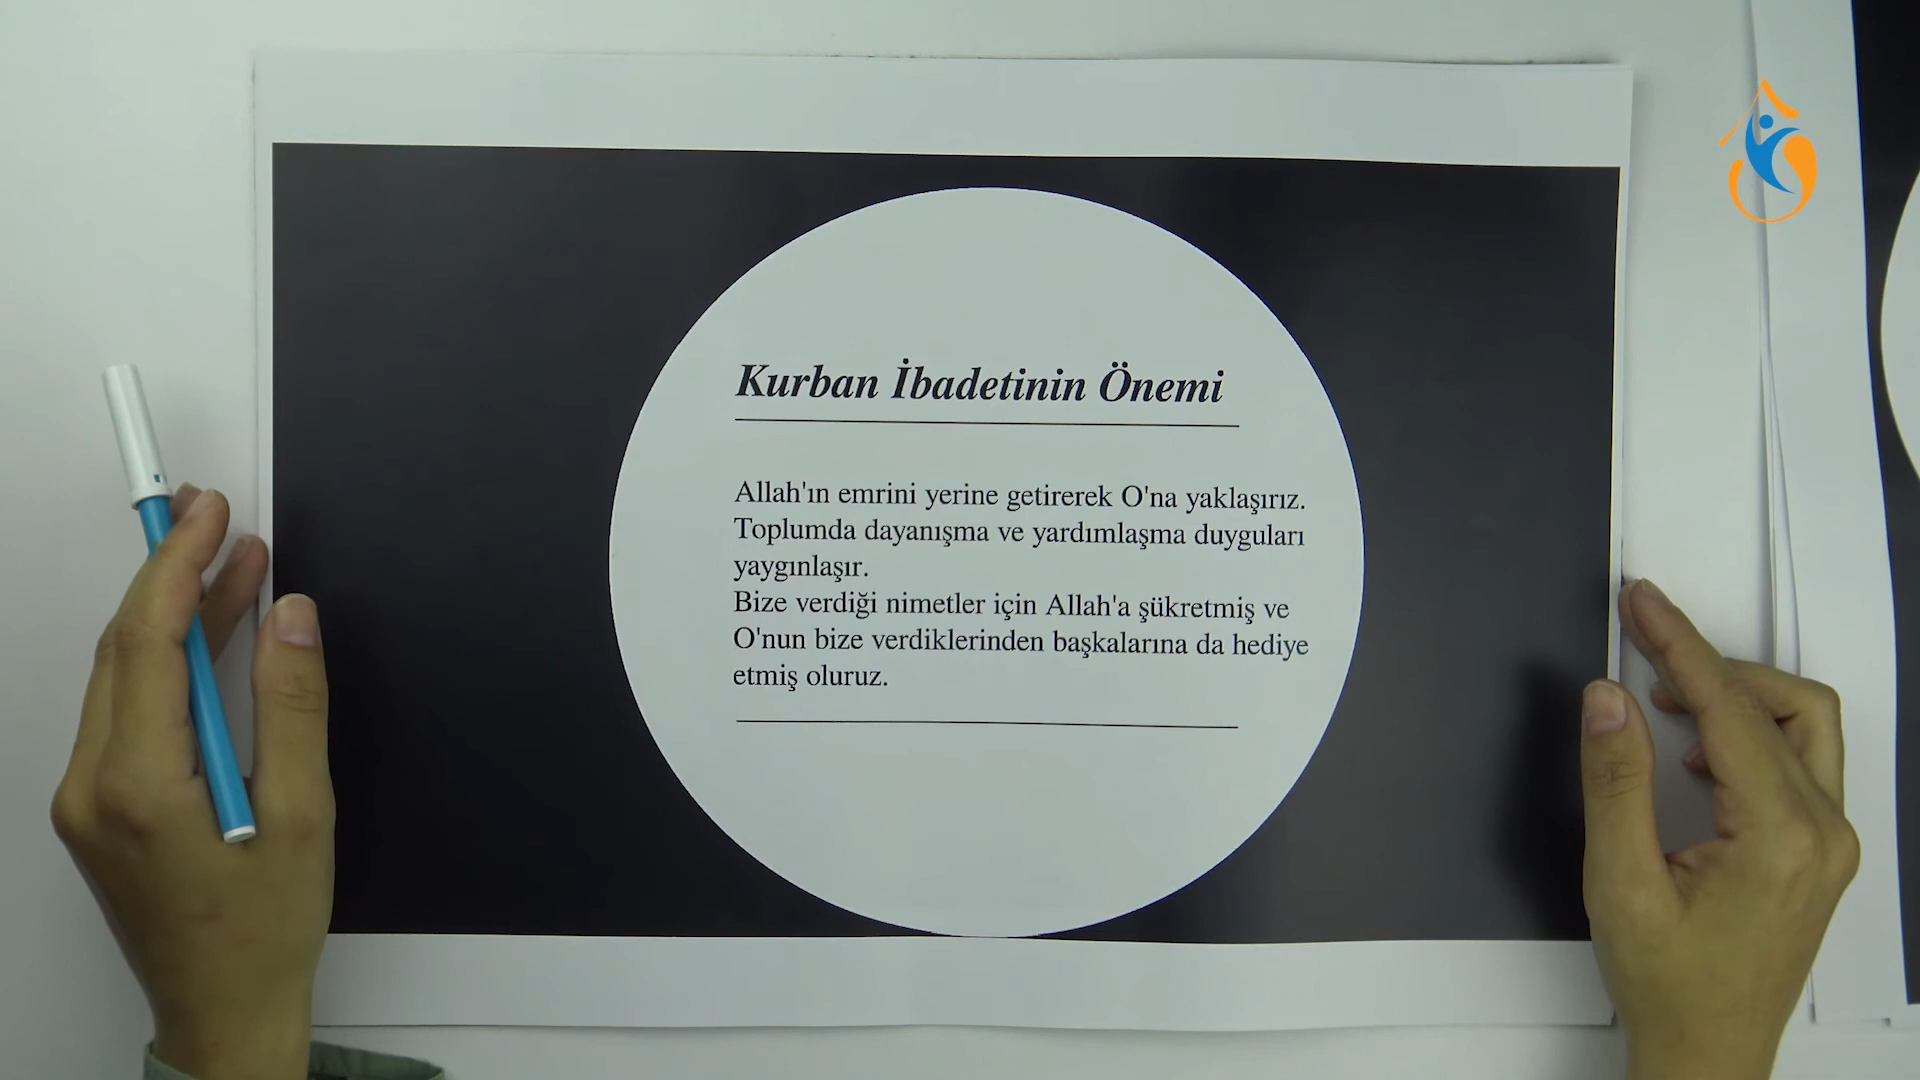 Kurban İbadetinin Önemi
Allah'ın emrini yerine getirerek O'na yaklaşırız.
Toplumda dayanışma ve yardımlaşma duyguları
yaygınlaşır.
Bize verdiği nimetler için Allah'a şükretmiş ve
O'nun bize verdiklerinden başkalarına da hediye
etmiş oluruz.